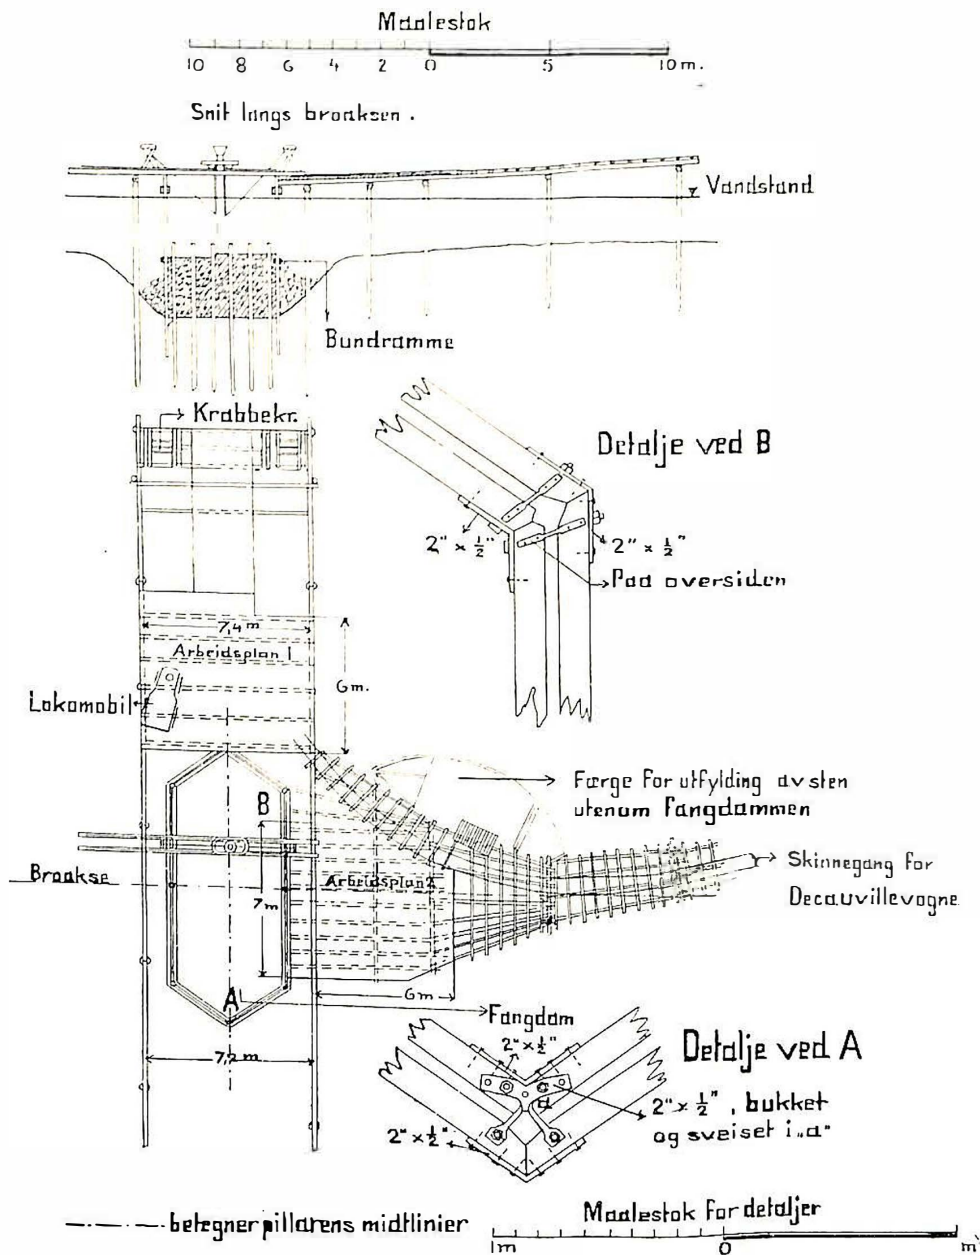 Maalestok
10 8 6 4 2 0 5 10 m.
Snit langs broaksen.
Vandstand
Bundramme
Krabbekr.
Detalje ved B
2" × ½"
2" × ½"
Paa oversiden
7,4 m
Arbeidsplan 1
6m.
Lokomobil
Færge for utfylding av sten
utenom Fangdammen
B
Skinnegang for
Decauvillevogne
Broakse
Arbeidsplan 2
7m
A
6m
Fangdam
7,2 m
2" × ½"
Detalje ved A
a
2" × ½", bukket
og sveiset i „a"
2" × ½"
betegner pillarens midtlinier
Maalestok for detaljer
1m 0 m